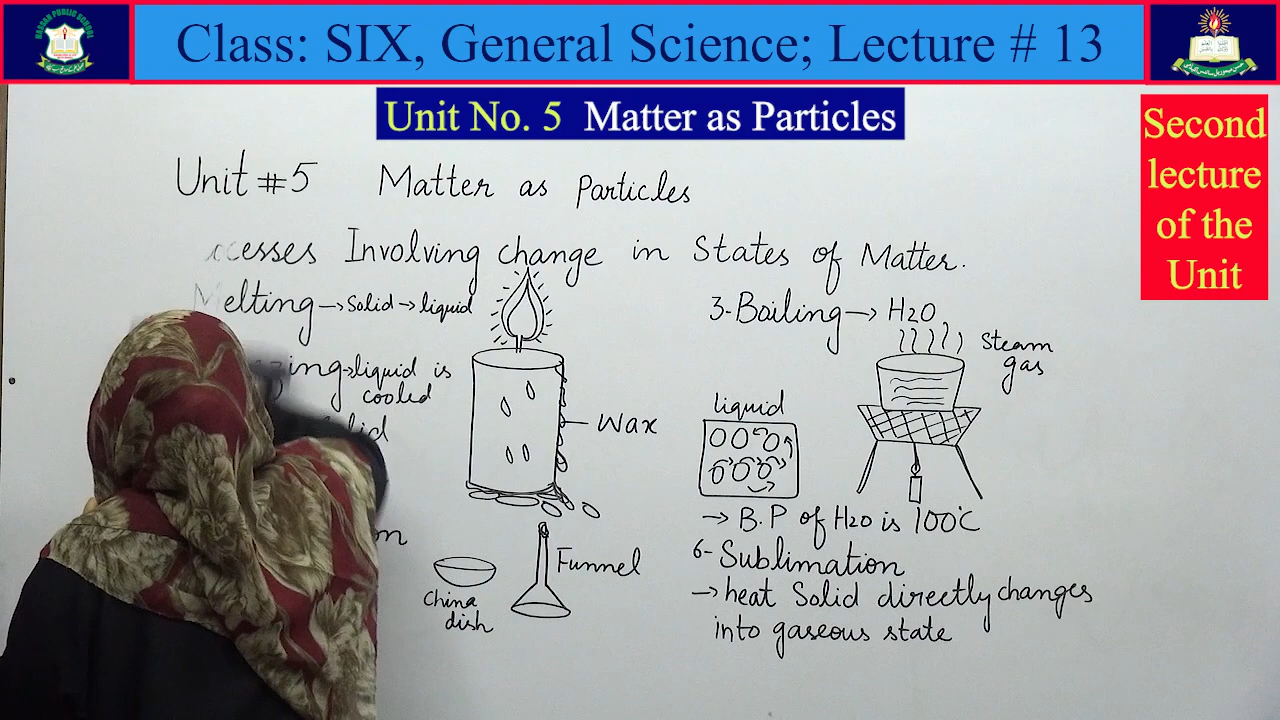 Class: SIX, General Science; Lecture # 13
Unit No. 5 Matter as Particles
Second
lecture
of the
Unit
Unit #5 Matter as Particles
ocesses Involving change in States of Matter.
Melting → Solid → liquid
zing → liquid is
cooled
lid
Wax
China
dish
Funnel
3- Boiling → H2O
Steam
gas
liquid
→ B.P of H2O is 100°C
6- Sublimation
→ heat Solid directly changes
into gaseous state